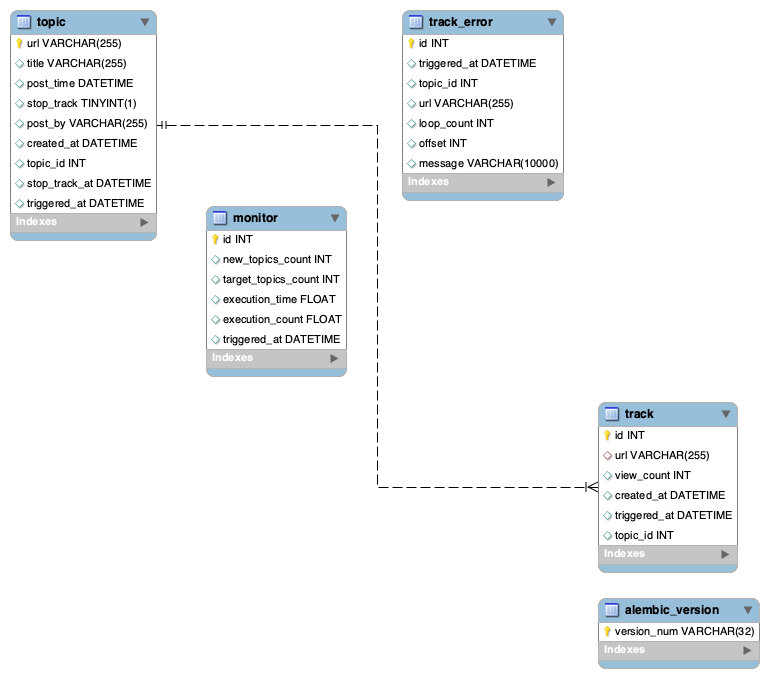 topic
url VARCHAR(255)
title VARCHAR(255)
post_time DATETIME
stop_track TINYINT(1)
post_by VARCHAR(255)
created_at DATETIME
topic_id INT
stop_track_at DATETIME
triggered_at DATETIME
Indexes
track_error
id INT
triggered_at DATETIME
topic_id INT
url VARCHAR(255)
loop_count INT
offset INT
message VARCHAR(10000)
Indexes
monitor
id INT
new_topics_count INT
target_topics_count INT
execution_time FLOAT
execution_count FLOAT
triggered_at DATETIME
Indexes
track
id INT
url VARCHAR(255)
view_count INT
created_at DATETIME
triggered_at DATETIME
topic_id INT
Indexes
alembic_version
version_num VARCHAR(32)
Indexes